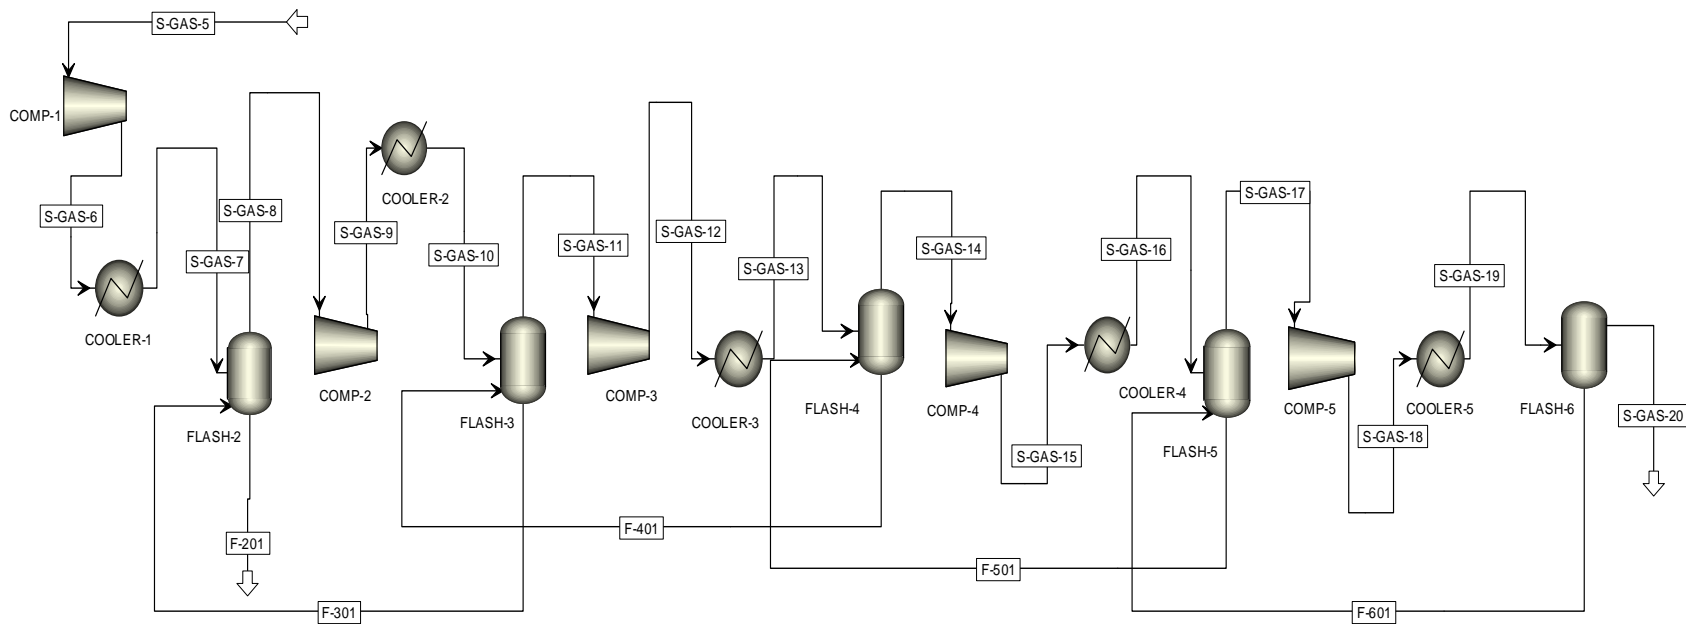 S-GAS-5
COMP-1
S-GAS-6
COOLER-1
S-GAS-7
S-GAS-8
FLASH-2
F-201
COMP-2
S-GAS-9
COOLER-2
S-GAS-10
FLASH-3
F-301
S-GAS-11
COMP-3
S-GAS-12
COOLER-3
S-GAS-13
FLASH-4
F-401
S-GAS-14
COMP-4
S-GAS-15
COOLER-4
S-GAS-16
FLASH-5
F-501
S-GAS-17
COMP-5
S-GAS-18
COOLER-5
S-GAS-19
FLASH-6
F-601
S-GAS-20